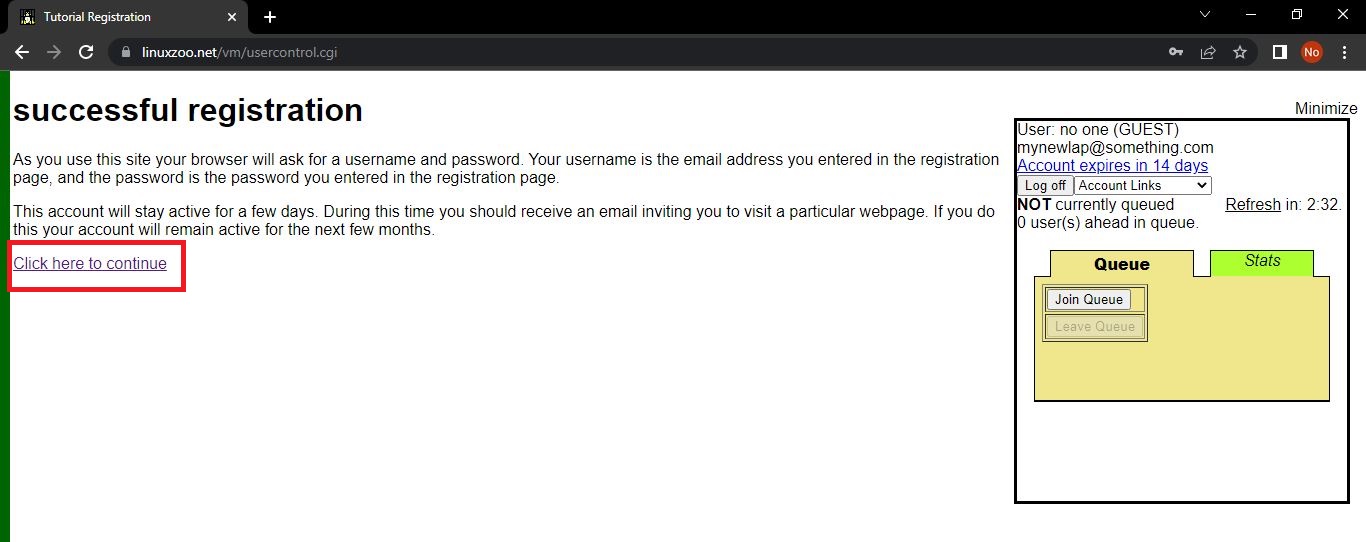 Tutorial Registration
linuxzoo.net/vm/usercontrol.cgi
No
successful registration
As you use this site your browser will ask for a username and password. Your username is the email address you entered in the registration
page, and the password is the password you entered in the registration page.
This account will stay active for a few days. During this time you should receive an email inviting you to visit a particular webpage. If you do
this your account will remain active for the next few months.
Click here to continue
Minimize
User: no one (GUEST)
mynewlap@something.com
Account expires in 14 days
Log off Account Links
NOT currently queued Refresh in: 2:32.
0 user(s) ahead in queue.
Queue Stats
Join Queue
Leave Queue